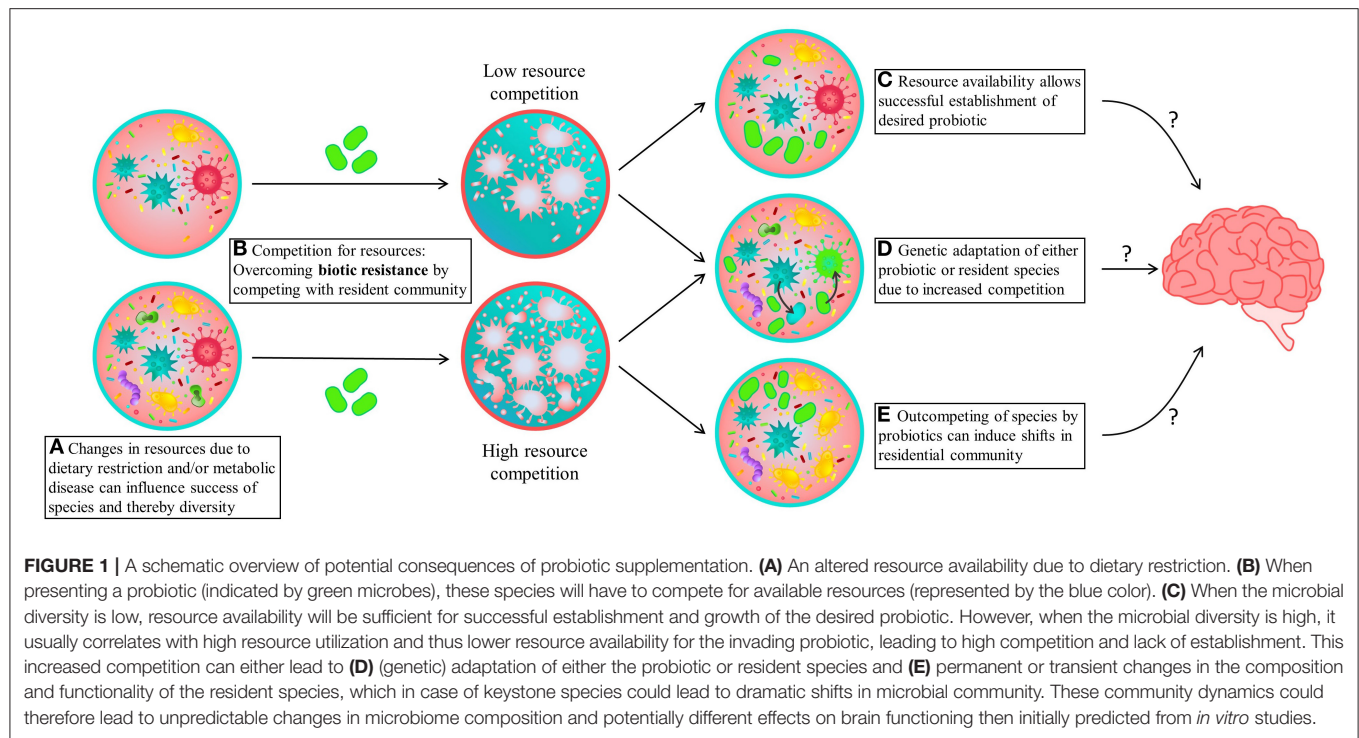 Low resource
competition
C Resource availability allows
successful establishment of
desired probiotic
?
B Competition for resources:
Overcoming biotic resistance by
competing with resident community
D Genetic adaptation of either
probiotic or resident species
due to increased competition
?
A Changes in resources due to
dietary restriction and/or metabolic
disease can influence success of
species and thereby diversity
High resource
competition
E Outcompeting of species by
probiotics can induce shifts in
residential community
?
FIGURE 1 | A schematic overview of potential consequences of probiotic supplementation. (A) An altered resource availability due to dietary restriction. (B) When
presenting a probiotic (indicated by green microbes), these species will have to compete for available resources (represented by the blue color). (C) When the microbial
diversity is low, resource availability will be sufficient for successful establishment and growth of the desired probiotic. However, when the microbial diversity is high, it
usually correlates with high resource utilization and thus lower resource availability for the invading probiotic, leading to high competition and lack of establishment. This
increased competition can either lead to (D) (genetic) adaptation of either the probiotic or resident species and (E) permanent or transient changes in the composition
and functionality of the resident species, which in case of keystone species could lead to dramatic shifts in microbial community. These community dynamics could
therefore lead to unpredictable changes in microbiome composition and potentially different effects on brain functioning then initially predicted from in vitro studies.